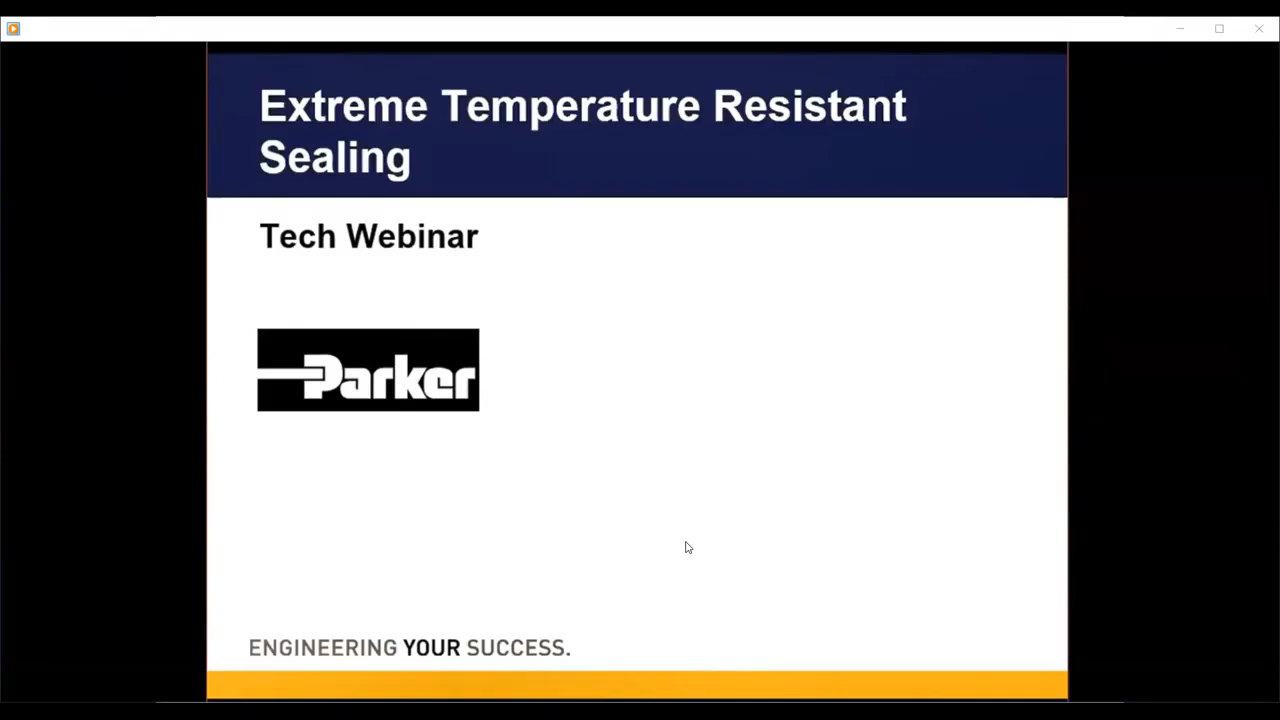 Extreme Temperature Resistant
Sealing
Tech Webinar
Parker
ENGINEERING YOUR SUCCESS.